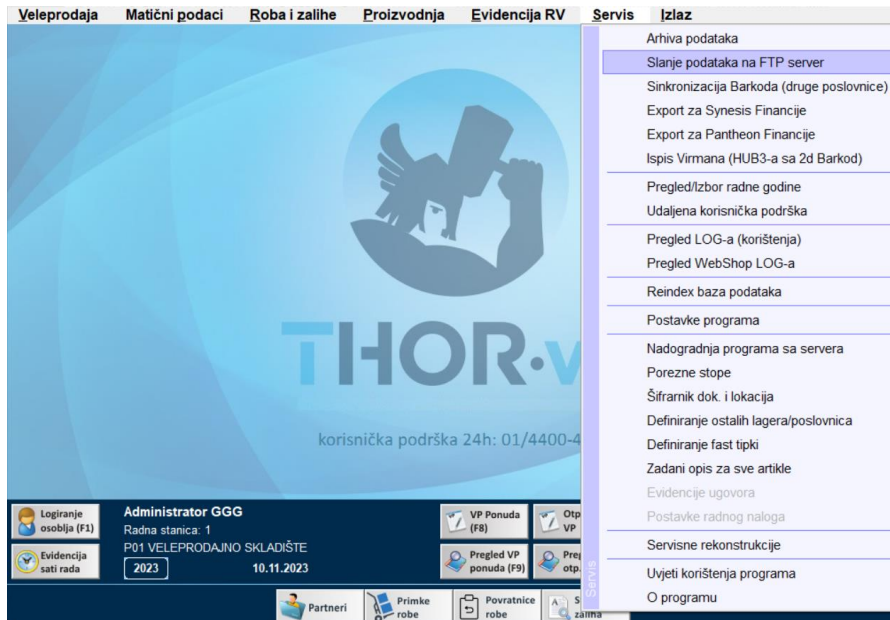 Veleprodaja Matični podaci Roba i zalihe Proizvodnja Evidencija RV Servis Izlaz
Arhiva podataka
Slanje podataka na FTP server
Sinkronizacija Barkoda (druge poslovnice)
Export za Synesis Financije
Export za Pantheon Financije
Ispis Virmana (HUB3-a sa 2d Barkod)
Pregled/Izbor radne godine
Udaljena korisnička podrška
Pregled LOG-a (korištenja)
Pregled WebShop LOG-a
Reindex baza podataka
Postavke programa
Nadogradnja programa sa servera
Porezne stope
Šifrarnik dok. i lokacija
Definiranje ostalih lagera/poslovnica
Definiranje fast tipki
Zadani opis za sve artikle
Evidencije ugovora
Postavke radnog naloga
Servisne rekonstrukcije
Uvjeti korištenja programa
O programu
Servis
THOR.v
korisnička podrška 24h: 01/4400-4
Logiranje
osoblja (F1)
Evidencija
sati rada
Administrator GGG
Radna stanica: 1
P01 VELEPRODAJNO SKLADIŠTE
2023 10.11.2023
VP Ponuda
(F8)
Otp
VP
Pregled VP
ponuda (F9)
Pre
otp.
Partneri
Primke
robe
Povratnice
robe
S
zaliha